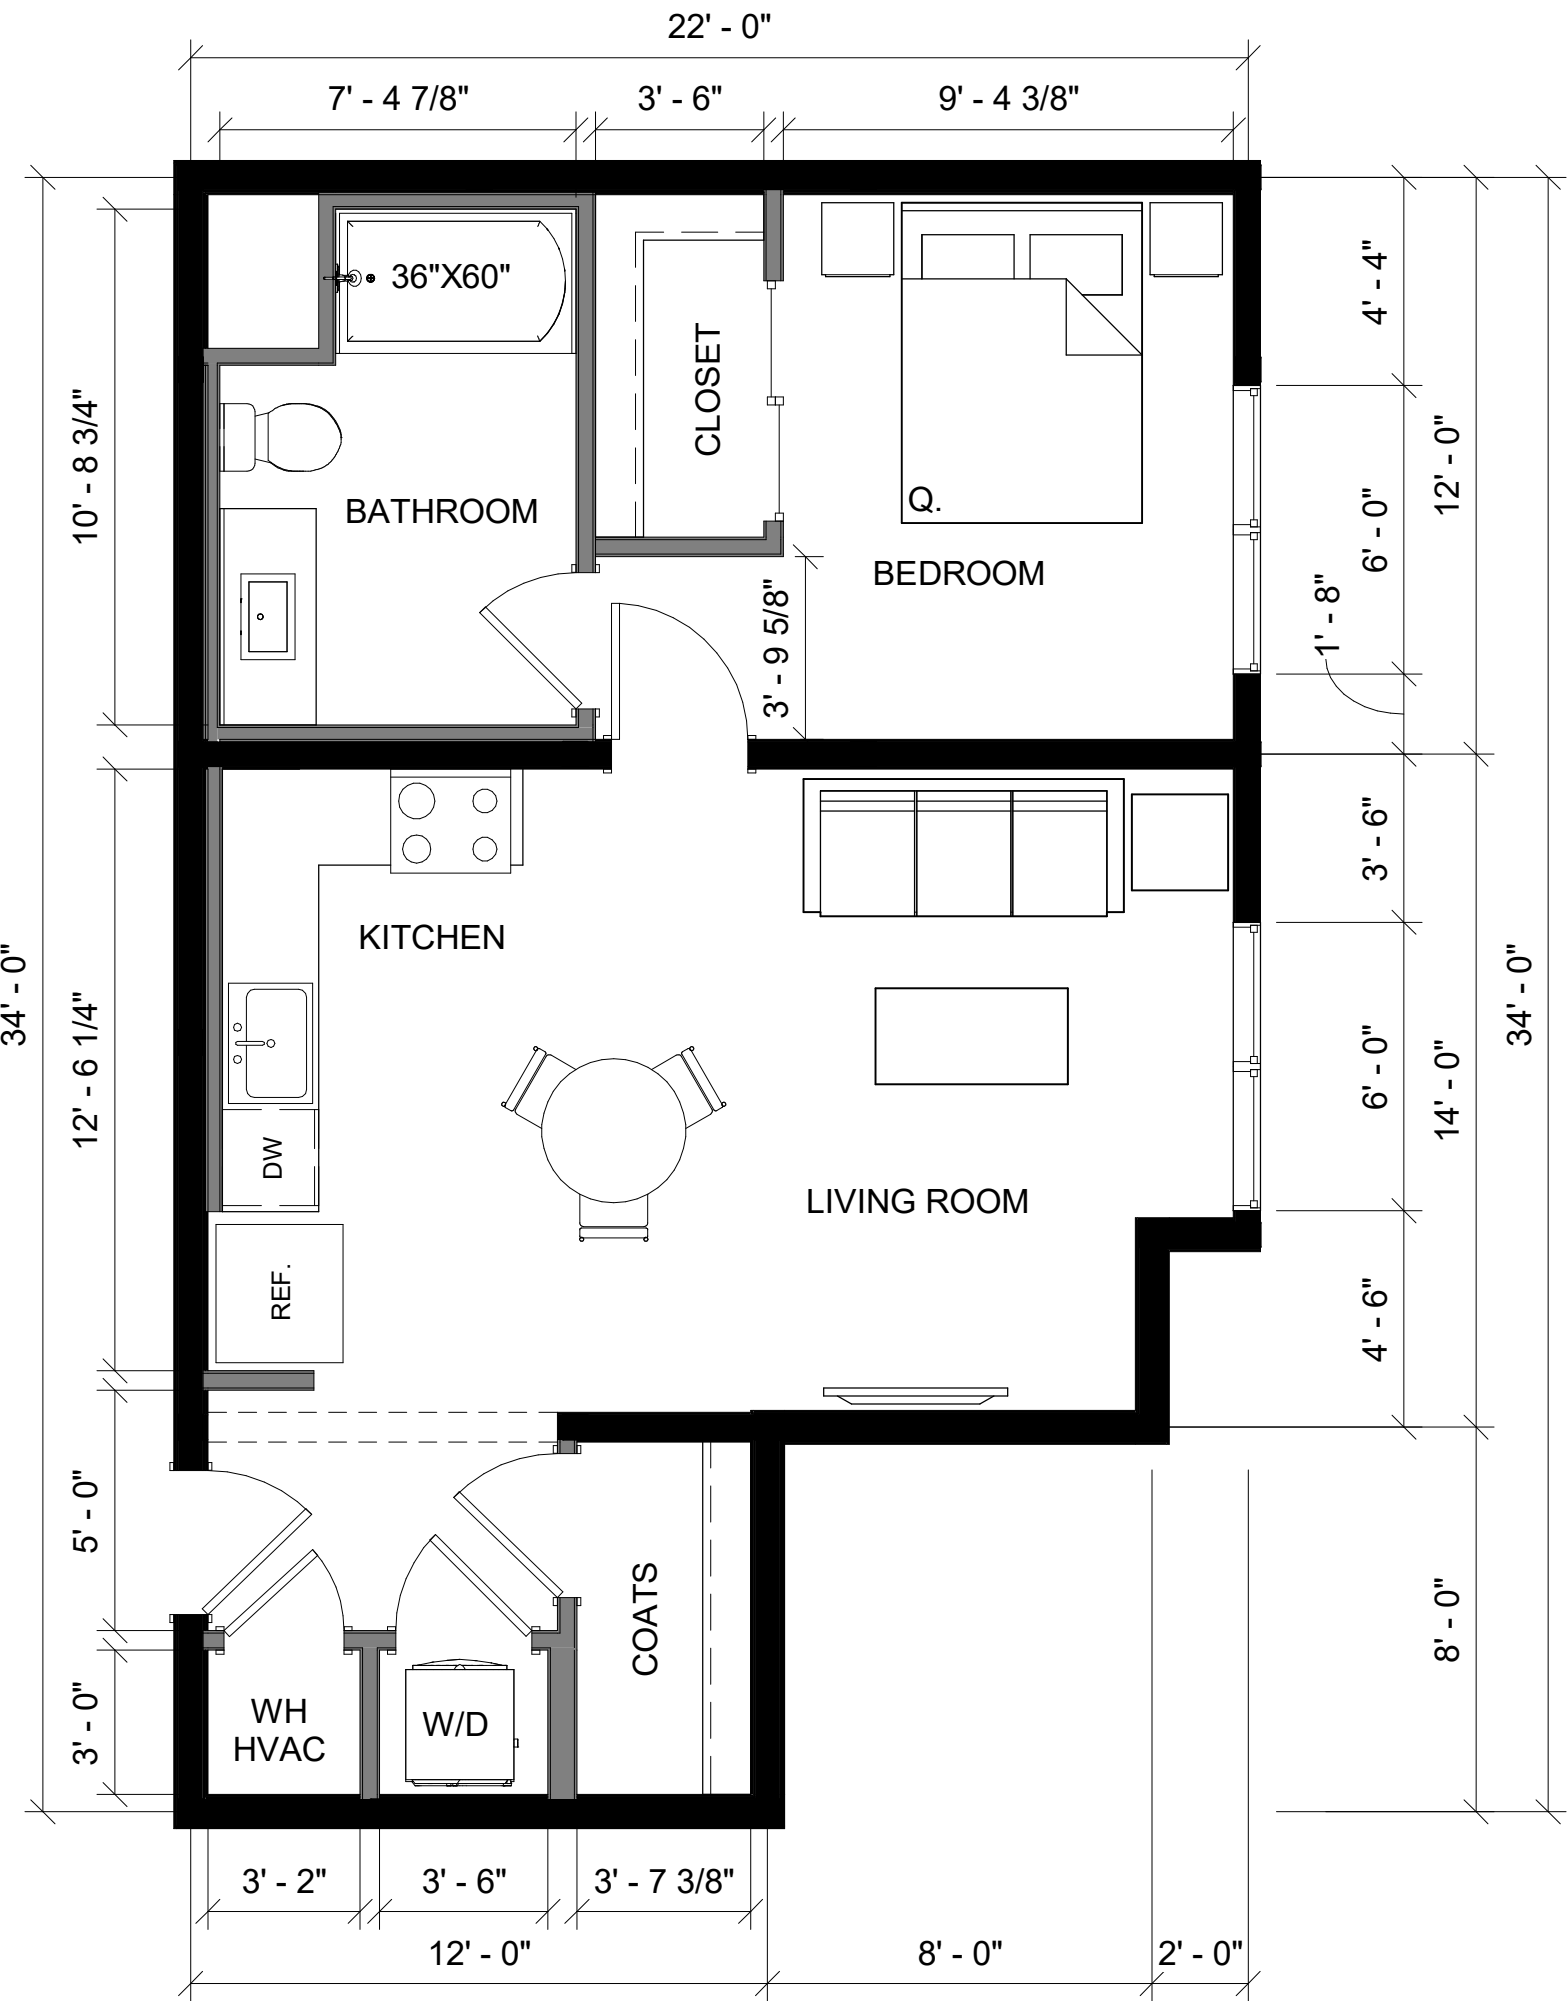 22' - 0"
7' - 4 7/8"
3' - 6"
9' - 4 3/8"
36"X60"
4' - 4"
CLOSET
10' - 8 3/4"
12' - 0"
Q.
BATHROOM
6' - 0"
BEDROOM
1' - 8"
3' - 9 5/8"
3' - 6"
KITCHEN
34' - 0"
34' - 0"
12' - 6 1/4"
6' - 0"
14' - 0"
DW
LIVING ROOM
REF.
4' - 6"
5' - 0"
COATS
8' - 0"
3' - 0"
WH
HVAC
W/D
3' - 2"
3' - 6"
3' - 7 3/8"
12' - 0"
8' - 0"
2' - 0"